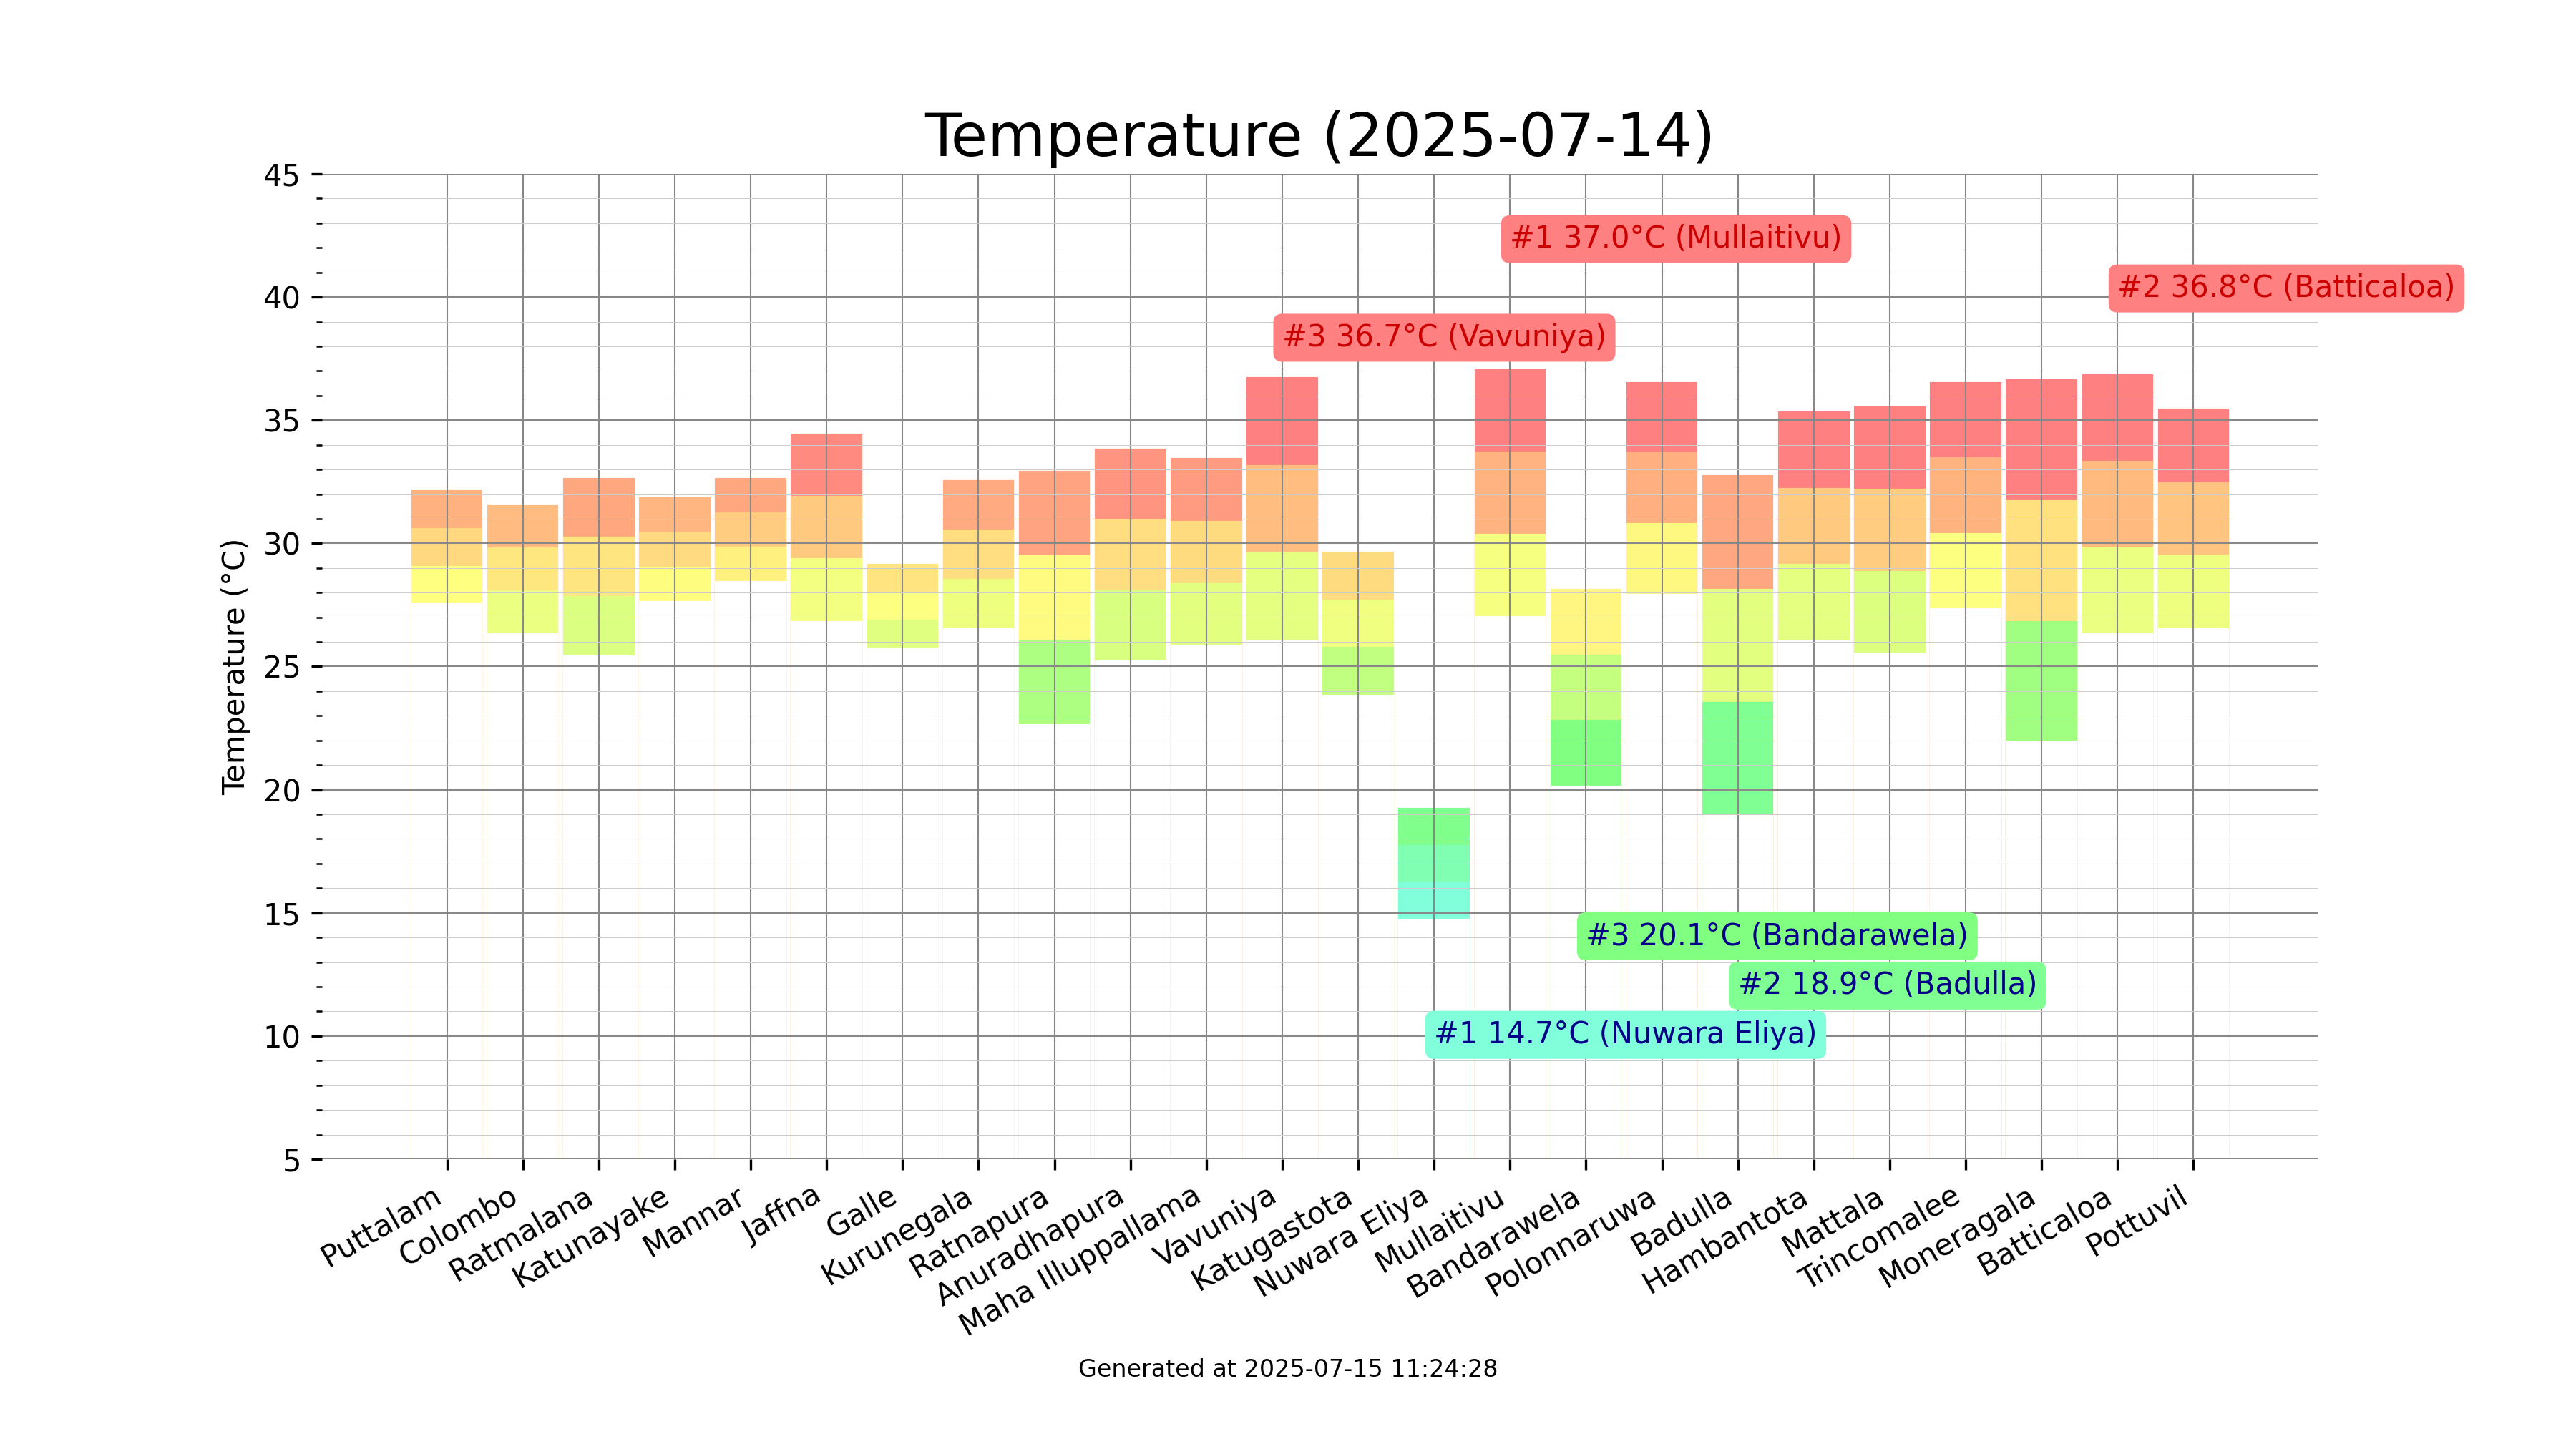 Temperature (2025-07-14)
45
40
35
30
25
20
15
10
5
Temperature (°C)
#1 37.0°C (Mullaitivu)
#2 36.8°C (Batticaloa)
#3 36.7°C (Vavuniya)
#3 20.1°C (Bandarawela)
#2 18.9°C (Badulla)
#1 14.7°C (Nuwara Eliya)
Puttalam
Colombo
Ratmalana
Katunayake
Mannar
Jaffna
Galle
Kurunegala
Ratnapura
Anuradhapura
Maha Illuppallama
Vavuniya
Katugastota
Nuwara Eliya
Mullaitivu
Bandarawela
Polonnaruwa
Badulla
Hambantota
Mattala
Trincomalee
Moneragala
Batticaloa
Pottuvil
Generated at 2025-07-15 11:24:28